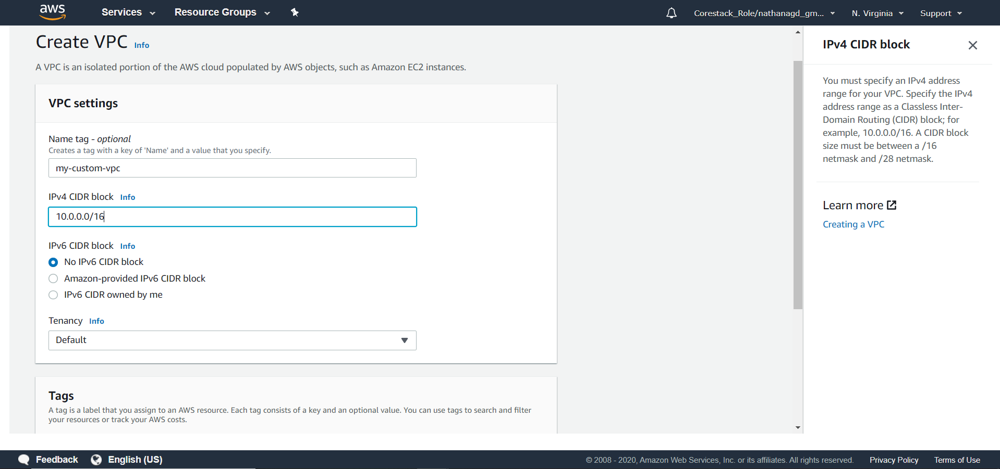 aws Services Resource Groups Corestack_Role/nathanagd_gm... N. Virginia Support
Create VPC Info
A VPC is an isolated portion of the AWS cloud populated by AWS objects, such as Amazon EC2 instances.
VPC settings
Name tag - optional
Creates a tag with a key of 'Name' and a value that you specify.
my-custom-vpc
IPv4 CIDR block Info
10.0.0.0/16
IPv6 CIDR block Info
No IPv6 CIDR block
Amazon-provided IPv6 CIDR block
IPv6 CIDR owned by me
Tenancy Info
Default
Tags
A tag is a label that you assign to an AWS resource. Each tag consists of a key and an optional value. You can use tags to search and filter
your resources or track your AWS costs.
IPv4 CIDR block
You must specify an IPv4 address
range for your VPC. Specify the IPv4
address range as a Classless Inter-
Domain Routing (CIDR) block; for
example, 10.0.0.0/16. A CIDR block
size must be between a /16
netmask and /28 netmask.
Learn more
Creating a VPC
Feedback English (US) © 2008 - 2020, Amazon Web Services, Inc. or its affiliates. All rights reserved. Privacy Policy Terms of Use